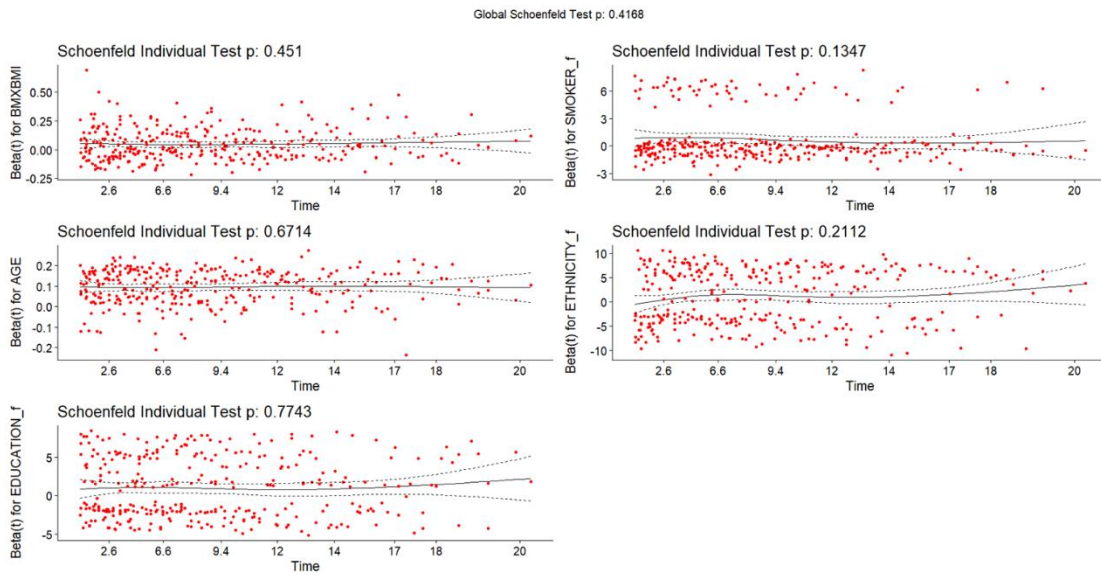 Global Schoenfeld Test p: 0.4168
Schoenfeld Individual Test p: 0.451
Beta(t) for BMXBMI
0.50
0.25
0.00
-0.25
2.6 6.6 9.4 12 14 17 18 20
Time
Schoenfeld Individual Test p: 0.1347
Beta(t) for SMOKER_f
6
3
0
-3
2.6 6.6 9.4 12 14 17 18 20
Time
Schoenfeld Individual Test p: 0.6714
Beta(t) for AGE
0.2
0.1
0.0
-0.1
-0.2
2.6 6.6 9.4 12 14 17 18 20
Time
Schoenfeld Individual Test p: 0.2112
Beta(t) for ETHNICITY_f
10
5
0
-5
-10
2.6 6.6 9.4 12 14 17 18 20
Time
Schoenfeld Individual Test p: 0.7743
Beta(t) for EDUCATION_f
5
0
-5
2.6 6.6 9.4 12 14 17 18 20
Time